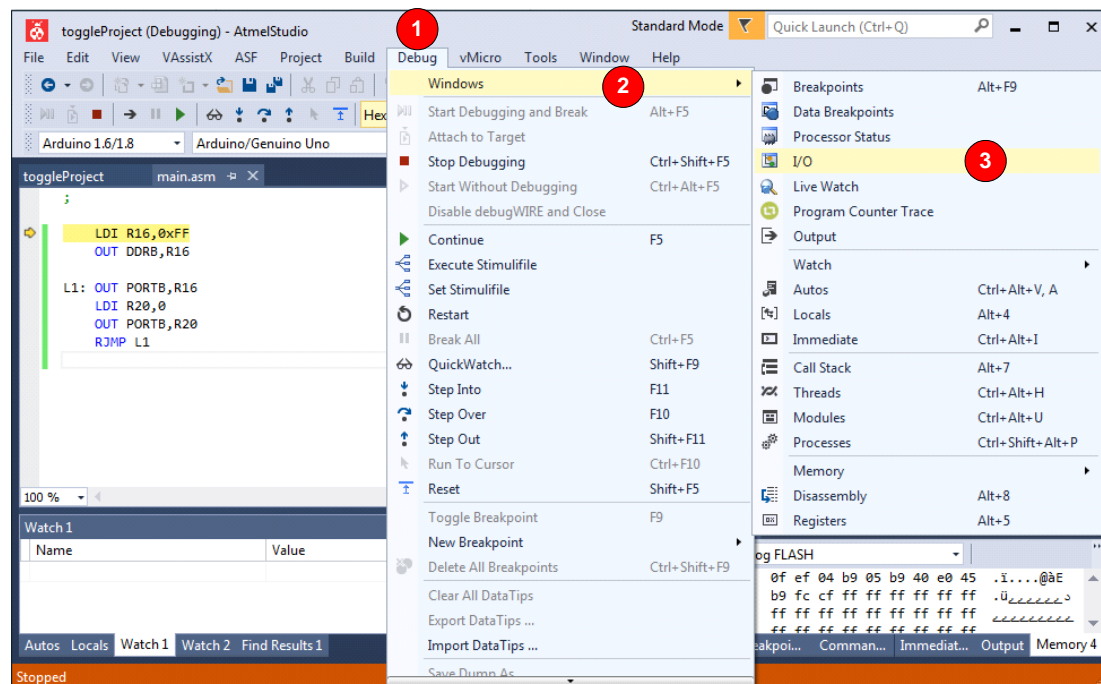 toggleProject (Debugging) - AtmelStudio
Standard Mode
Quick Launch (Ctrl+Q)
1
File Edit View VAssistX ASF Project Build Debug vMicro Tools Window Help
Hex
Arduino 1.6/1.8
Arduino/Genuino Uno
toggleProject main.asm
;
LDI R16,0xFF
OUT DDRB,R16
L1: OUT PORTB,R16
LDI R20,0
OUT PORTB,R20
RJMP L1
100 %
Watch 1
Name Value
Autos Locals Watch 1 Watch 2 Find Results 1
Stopped
Windows
2
Start Debugging and Break Alt+F5
Attach to Target
Stop Debugging Ctrl+Shift+F5
Start Without Debugging Ctrl+Alt+F5
Disable debugWIRE and Close
Continue F5
Execute Stimulifile
Set Stimulifile
Restart
Break All Ctrl+F5
QuickWatch... Shift+F9
Step Into F11
Step Over F10
Step Out Shift+F11
Run To Cursor Ctrl+F10
Reset Shift+F5
Toggle Breakpoint F9
New Breakpoint
Delete All Breakpoints Ctrl+Shift+F9
Clear All DataTips
Export DataTips ...
Import DataTips ...
Save Dump As
Breakpoints Alt+F9
Data Breakpoints
Processor Status
I/O
3
Live Watch
Program Counter Trace
Output
Watch
Autos Ctrl+Alt+V, A
Locals Alt+4
Immediate Ctrl+Alt+I
Call Stack Alt+7
Threads Ctrl+Alt+H
Modules Ctrl+Alt+U
Processes Ctrl+Shift+Alt+P
Memory
Disassembly Alt+8
Registers Alt+5
og FLASH
0f ef 04 b9 05 b9 40 e0 45 .ï....@àE
b9 fc cf ff ff ff ff ff ff
ff ff ff ff ff ff ff ff ff
ff ff ff ff ff ff ff ff ff
eakpoi... Comman... Immediat... Output Memory 4